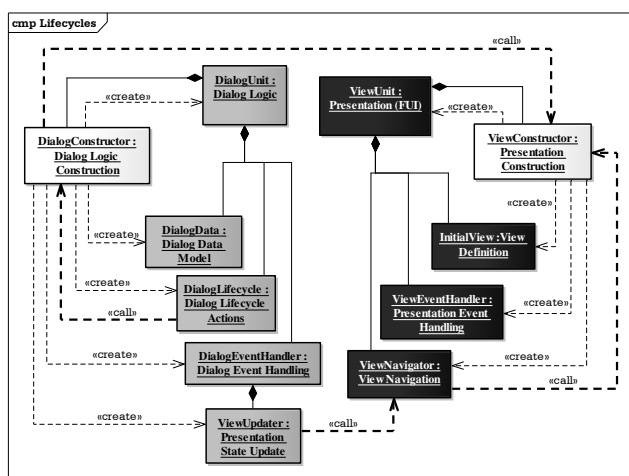 cmp Lifecycles
«call»
DialogUnit :
Dialog Logic
ViewUnit :
Presentation (FUI)
«create»
«create»
DialogConstructor :
Dialog Logic
Construction
ViewConstructor :
Presentation
Construction
«create»
«create»
DialogData :
Dialog Data
Model
InitialView :View
Definition
«create»
DialogLifecycle :
Dialog Lifecycle
Actions
ViewEventHandler :
Presentation Event
Handling
«create»
«call»
«create»
DialogEventHandler :
Dialog Event Handling
ViewNavigator :
View Navigation
«create»
«call»
«create»
ViewUpdater :
Presentation
State Update
«call»